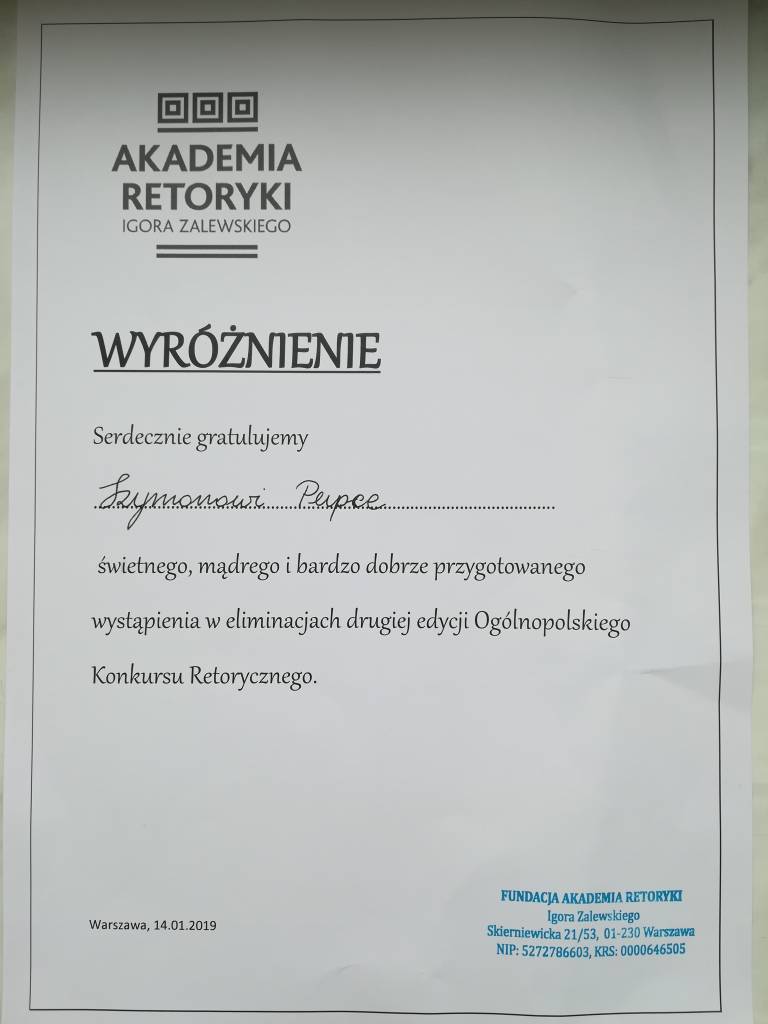 AKADEMIA
RETORYKI
IGORA ZALEWSKIEGO
WYRÓŻNIENIE
Serdecznie gratulujemy
Szymonowi Pupce
świetnego, mądrego i bardzo dobrze przygotowanego
wystąpienia w eliminacjach drugiej edycji Ogólnopolskiego
Konkursu Retorycznego.
Warszawa, 14.01.2019
FUNDACJA AKADEMIA RETORYKI
Igora Zalewskiego
Skierniewicka 21/53, 01-230 Warszawa
NIP: 5272786603, KRS: 0000646505